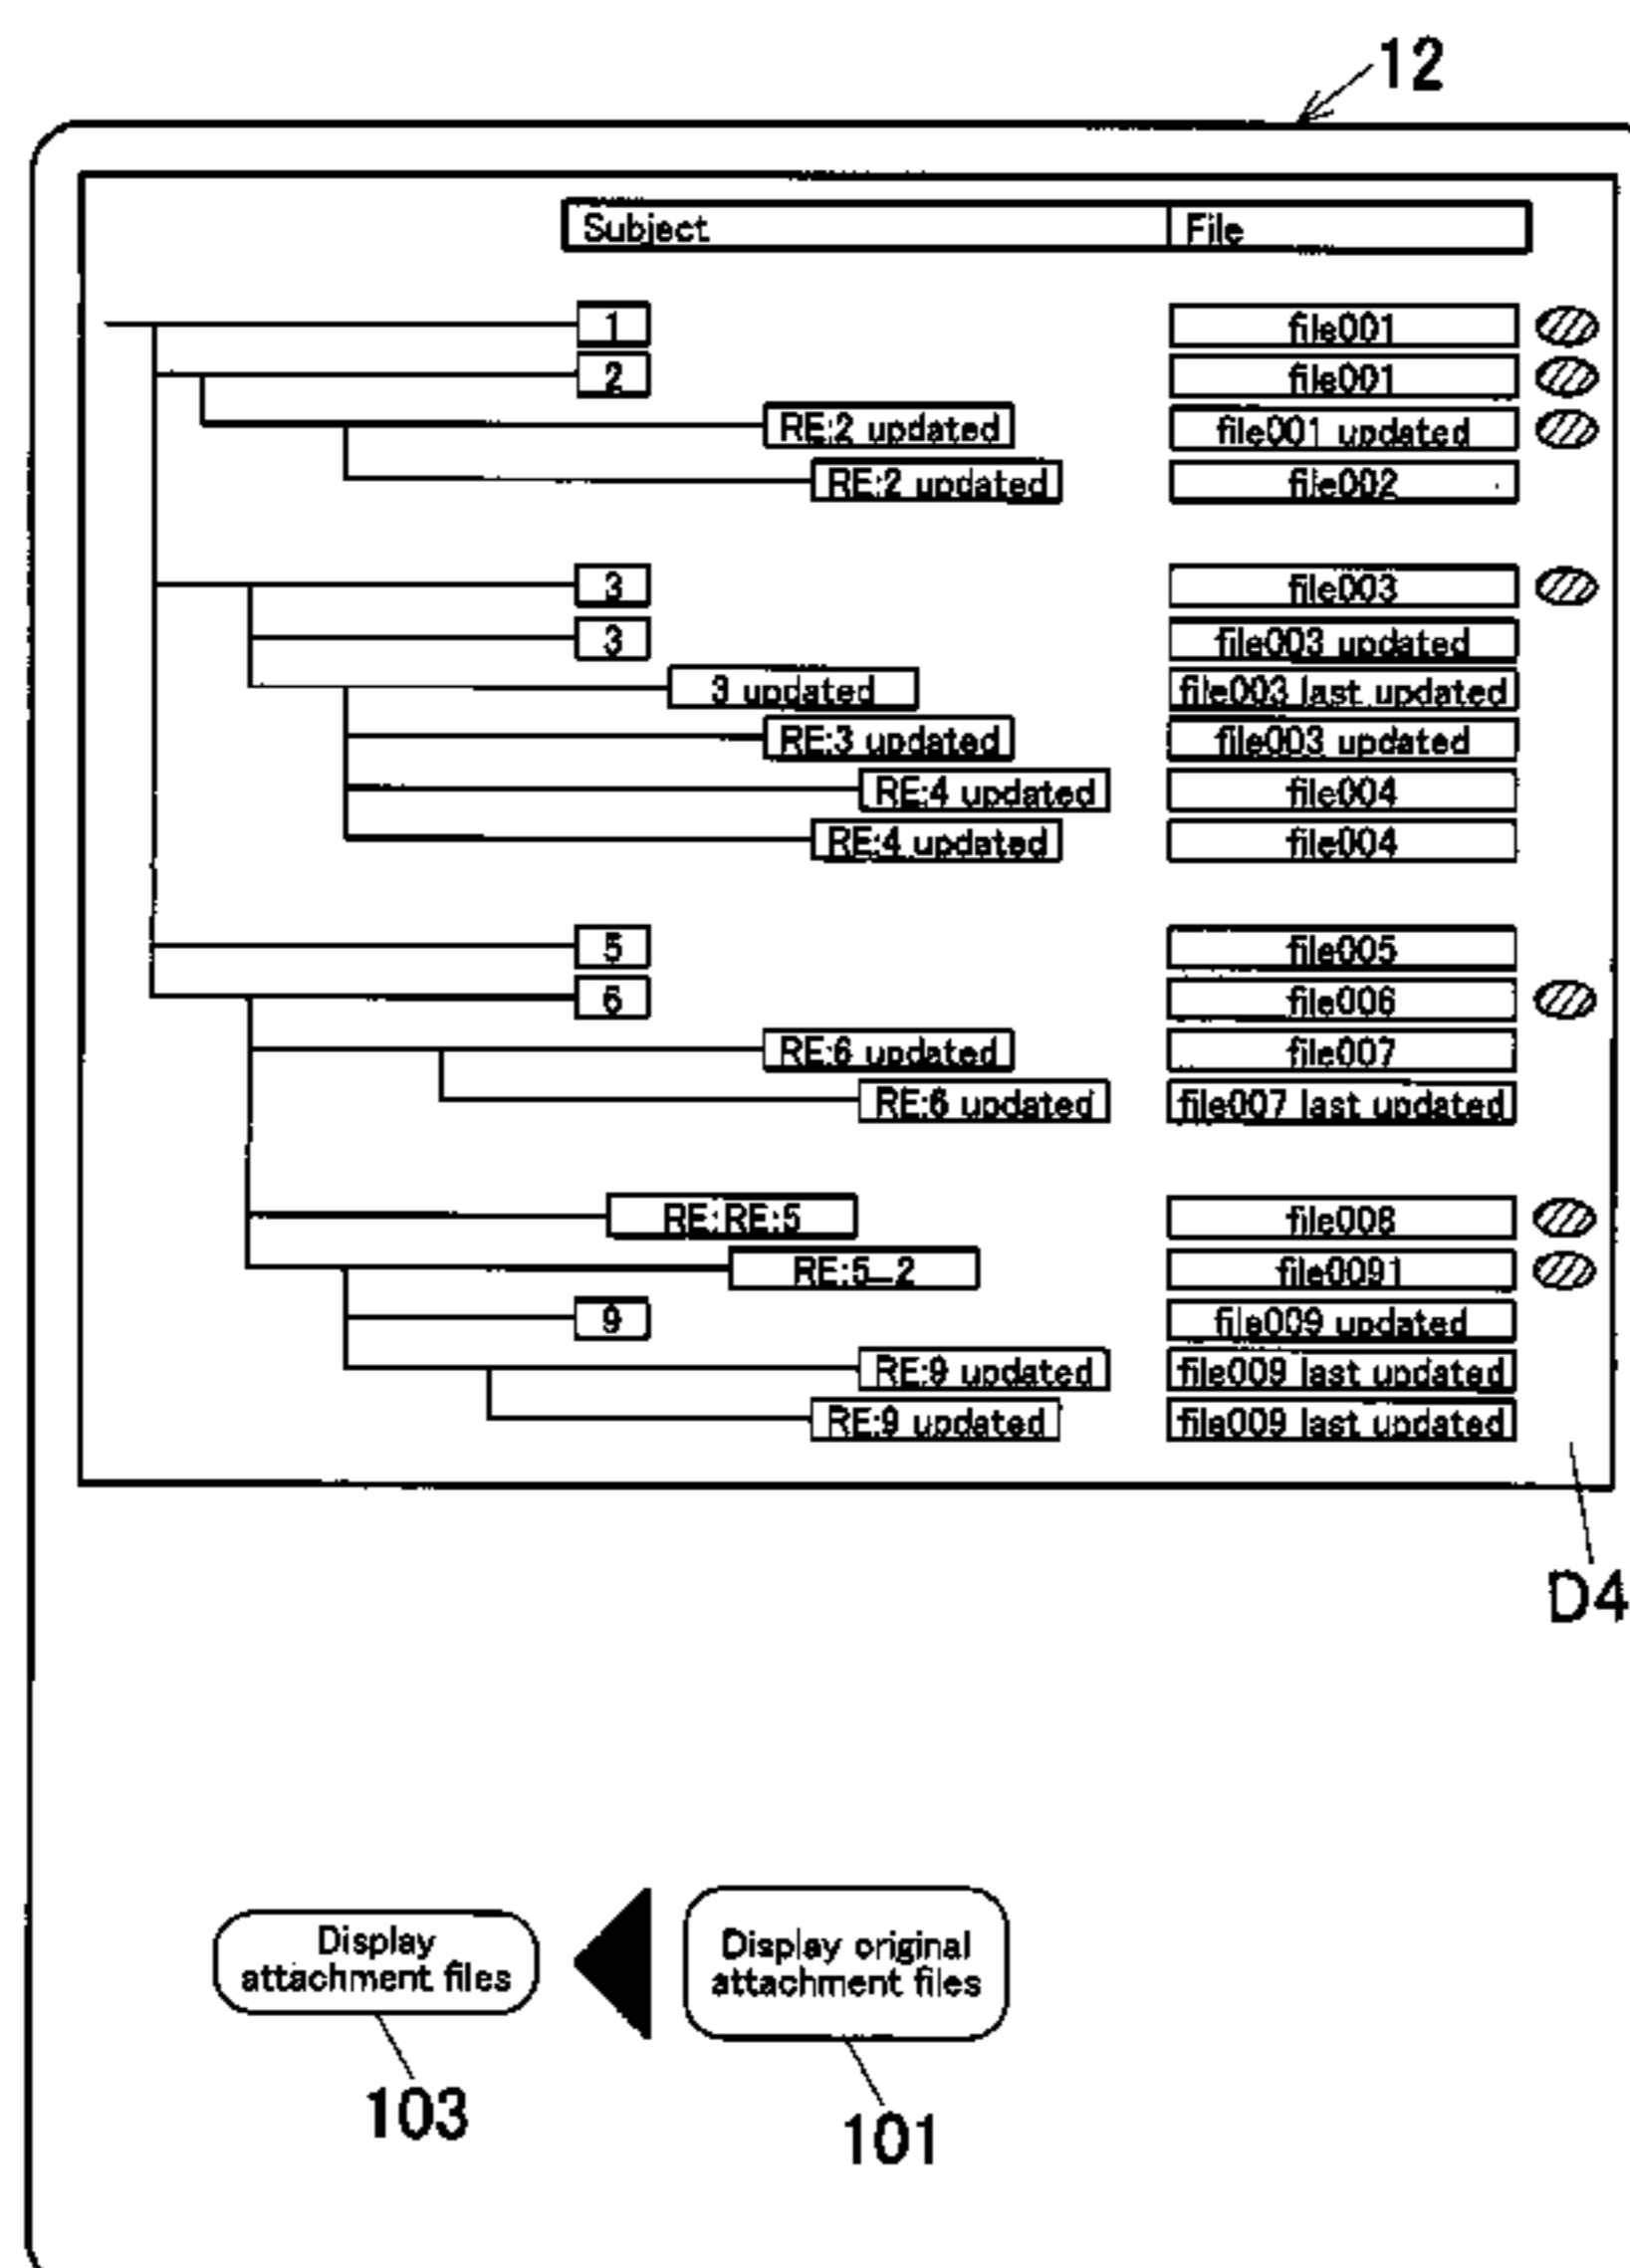 12
Subject File
1 file001
2 file001
RE:2 updated file001 updated
RE:2 updated file002
3 file003
3 file003 updated
3 updated file003 last updated
RE:3 updated file003 updated
RE:4 updated file004
RE:4 updated file004
5 file005
6 file006
RE:6 updated file007
RE:6 updated file007 last updated
RE:RE:5 file008
RE:5_2 file0091
9 file009 updated
RE:9 updated file009 last updated
RE:9 updated file009 last updated
D4
Display
attachment files
Display original
attachment files
103
101